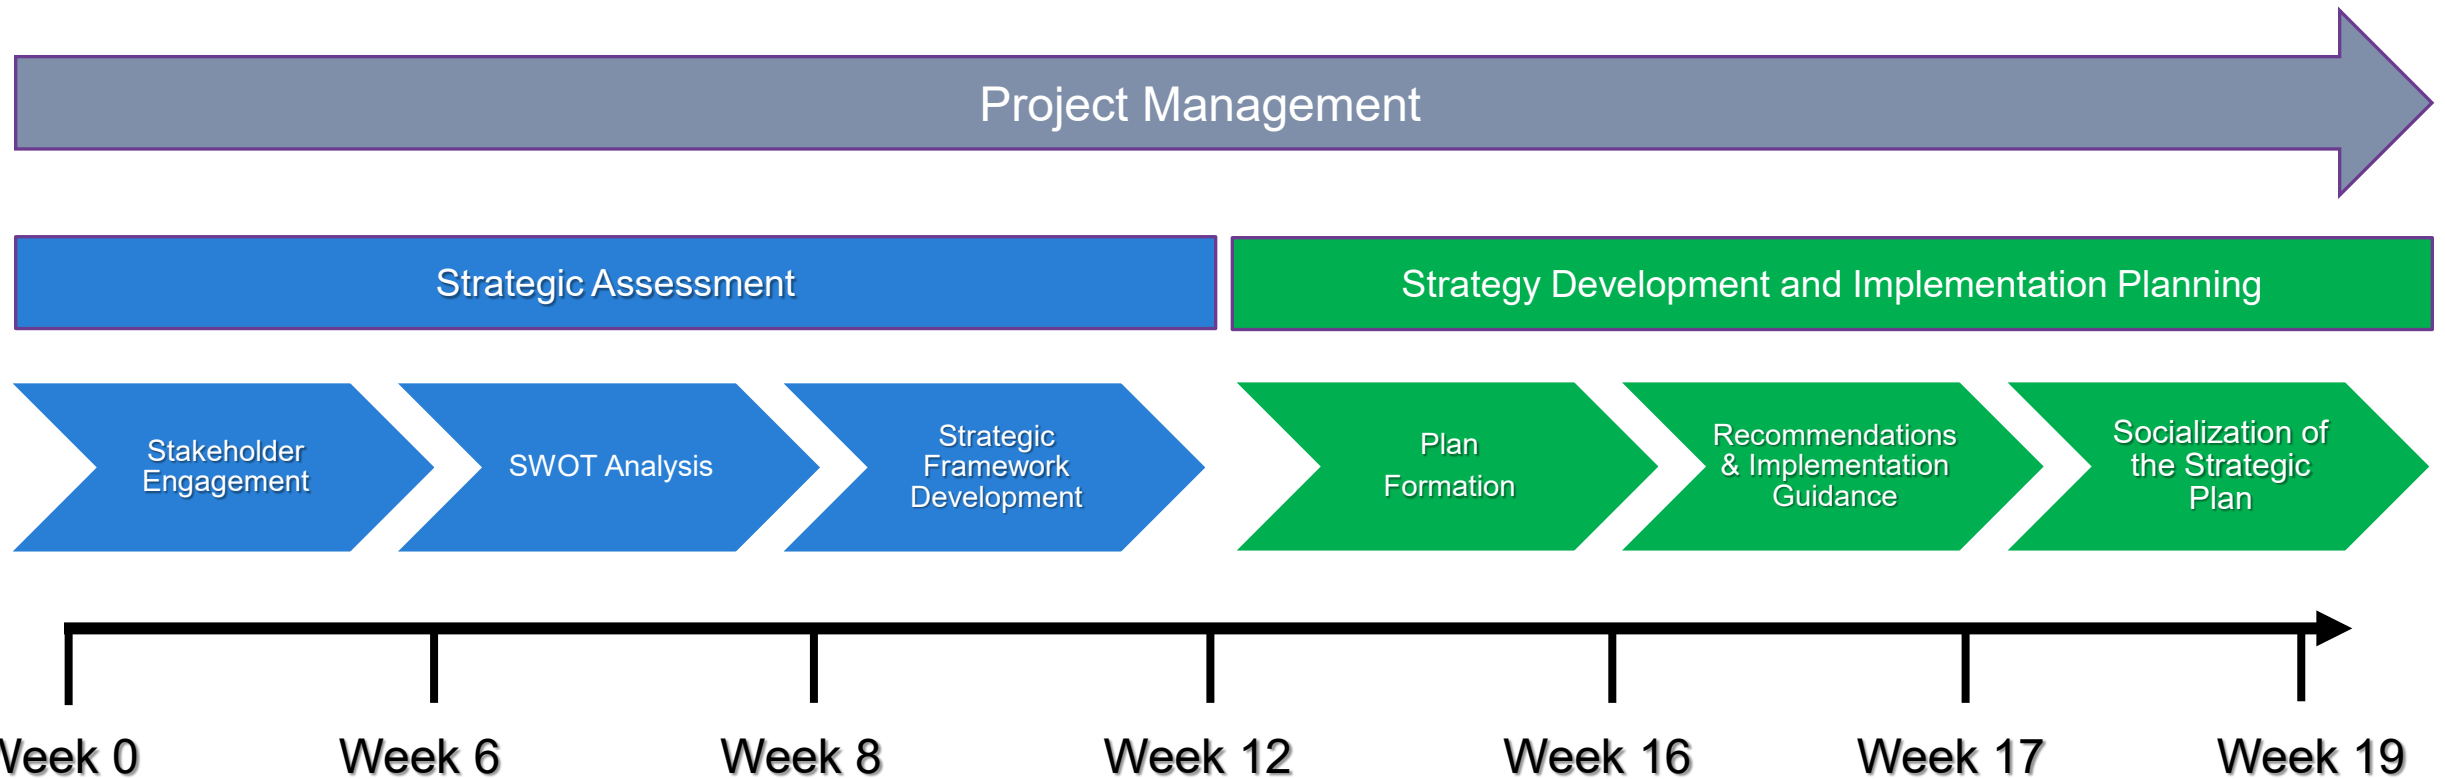 Project Management
Strategic Assessment
Strategy Development and Implementation Planning
Stakeholder
Engagement
SWOT Analysis
Strategic
Framework
Development
Plan
Formation
Recommendations
& Implementation
Guidance
Socialization of
the Strategic
Plan
Week 0
Week 6
Week 8
Week 12
Week 16
Week 17
Week 19